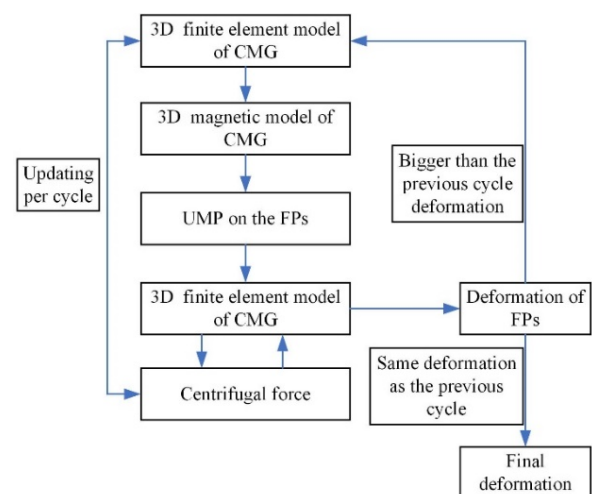 3D finite element model
of CMG
3D magnetic model of
CMG
Updating
per cycle
Bigger than the
previous cycle
deformation
UMP on the FPs
3D finite element model
of CMG
Deformation of
FPs
Centrifugal force
Same deformation
as the previous
cycle
Final
deformation